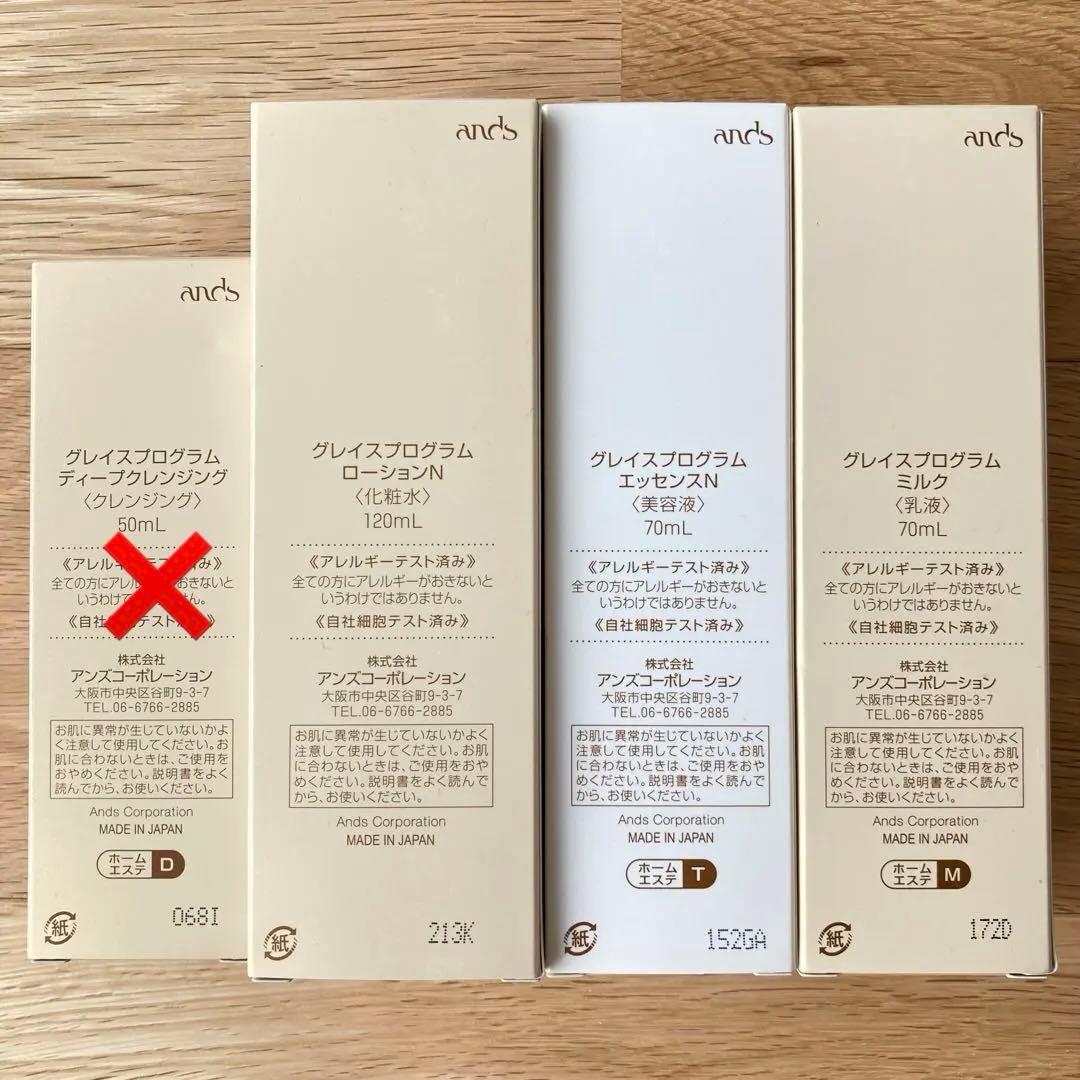 ands
グレイスプログラム
ディープクレンジング
〈クレンジング〉
50mL
《アレルギーテスト済み》
全ての方にアレル おきないと
いうわけで せん。
《自社 テスト み》
株式会社
アンズコーポレーション
大阪市中央区谷町9-3-7
TEL.06-6766-2885
お肌に異常が生じていないかよ
く注意して使用してください。お
肌に合わないときは、ご使用を
おやめください。説明書をよく
読んでから、お使いください。
Ands Corporation
MADE IN JAPAN
ホーム
エステ D
紙
068I
ands
グレイスプログラム
ローションN
〈化粧水〉
120mL
《アレルギーテスト済み》
全ての方にアレルギーがおきないと
いうわけではありません。
《自社細胞テスト済み》
株式会社
アンズコーポレーション
大阪市中央区谷町9-3-7
TEL.06-6766-2885
お肌に異常が生じていないかよく
注意して使用してください。お肌
に合わないときは、ご使用をおや
めください。説明書をよく読んで
から、お使いください。
Ands Corporation
MADE IN JAPAN
紙
213K
ands
グレイスプログラム
エッセンスN
〈美容液〉
70mL
《アレルギーテスト済み》
全ての方にアレルギーがおきないと
いうわけではありません。
《自社細胞テスト済み》
株式会社
アンズコーポレーション
大阪市中央区谷町9-3-7
TEL.06-6766-2885
お肌に異常が生じていないかよく
注意して使用してください。お肌
に合わないときは、ご使用をおや
めください。説明書をよく読んで
から、お使いください。
Ands Corporation
MADE IN JAPAN
ホーム
エステ T
紙
152GA
ands
グレイスプログラム
ミルク
〈乳液〉
70mL
《アレルギーテスト済み》
全ての方にアレルギーがおきないと
いうわけではありません。
《自社細胞テスト済み》
株式会社
アンズコーポレーション
大阪市中央区谷町9-3-7
TEL.06-6766-2885
お肌に異常が生じていないかよく
注意して使用してください。お肌
に合わないときは、ご使用をおや
めください。説明書をよく読んで
から、お使いください。
Ands Corporation
MADE IN JAPAN
ホーム
エステ M
紙
172D